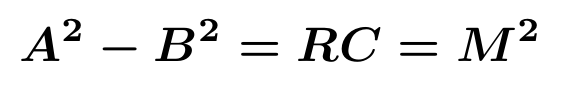 A² − B² = RC = M²